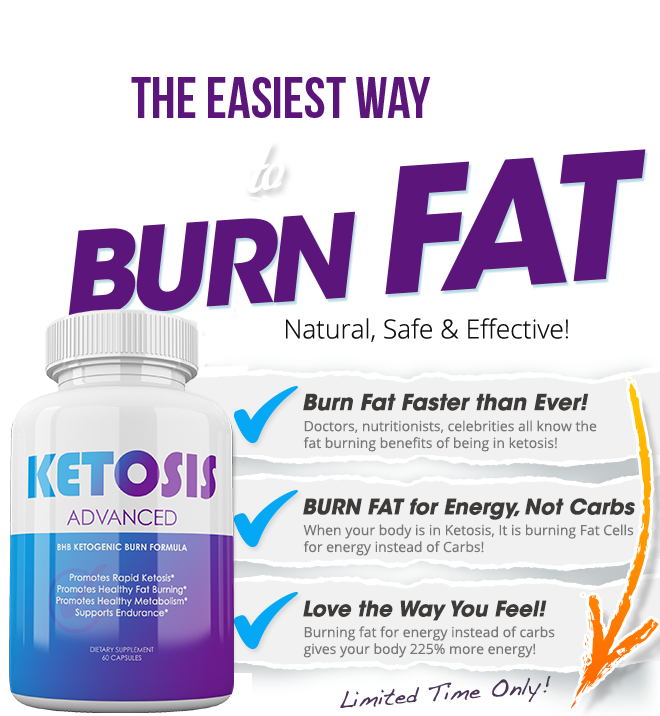 THE EASIEST WAY
to
BURN FAT
Natural, Safe & Effective!
Burn Fat Faster than Ever!
Doctors, nutritionists, celebrities all know the
fat burning benefits of being in ketosis!
BURN FAT for Energy, Not Carbs
When your body is in Ketosis, It is burning Fat Cells
for energy instead of Carbs!
Love the Way You Feel!
Burning fat for energy instead of carbs
gives your body 225% more energy!
Limited Time Only!
KETOSIS
ADVANCED
BHB KETOGENIC BURN FORMULA
Promotes Rapid Ketosis*
Promotes Healthy Fat Burning*
Promotes Healthy Metabolism*
Supports Endurance*
DIETARY SUPPLEMENT
60 CAPSULES